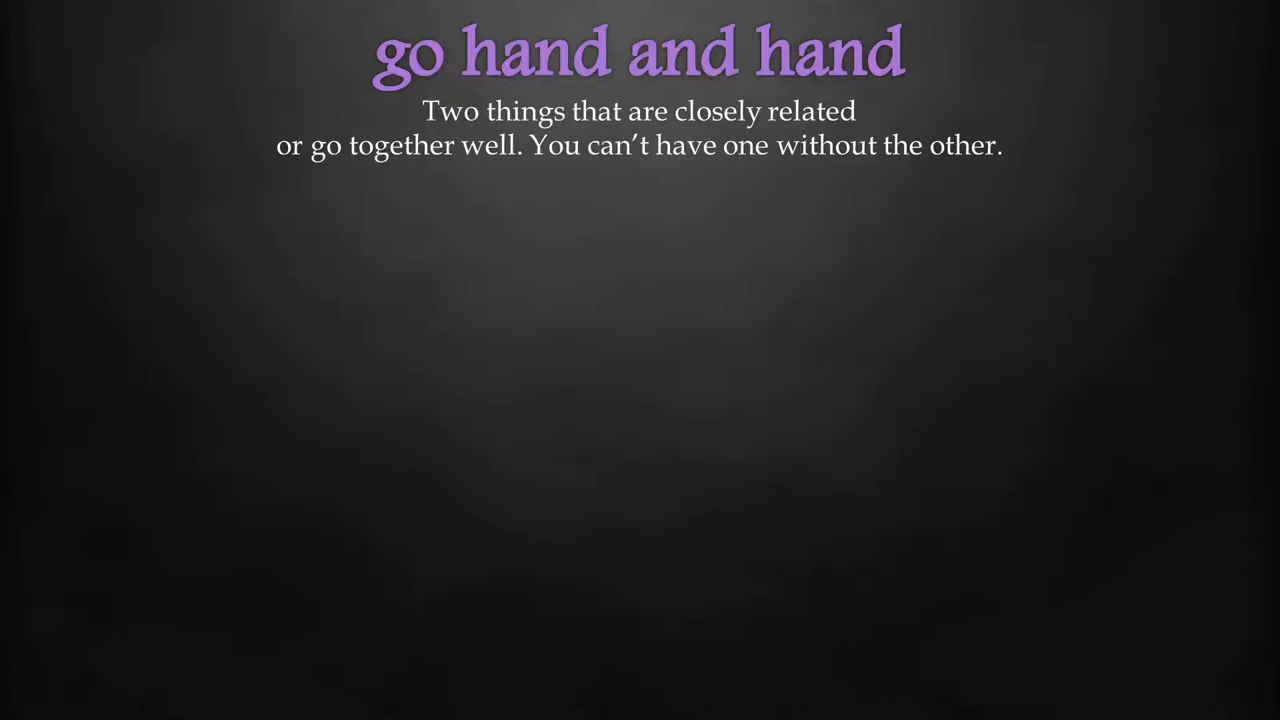 go hand and hand
Two things that are closely related
or go together well. You can’t have one without the other.